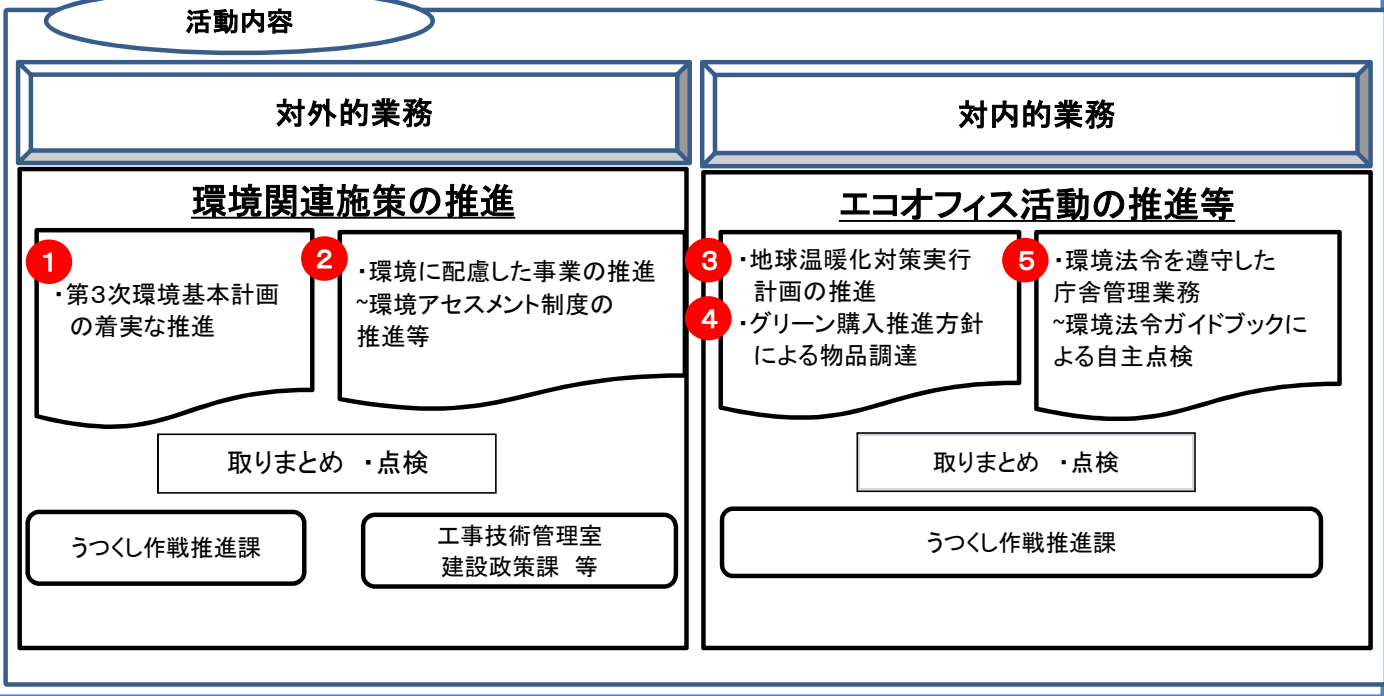 活動内容
対外的業務
環境関連施策の推進
1
・第3次環境基本計画
の着実な推進
2
・環境に配慮した事業の推進
~環境アセスメント制度の
推進等
取りまとめ ・点検
うつくし作戦推進課
工事技術管理室
建設政策課 等
対内的業務
エコオフィス活動の推進等
3
・地球温暖化対策実行
計画の推進
4
・グリーン購入推進方針
による物品調達
5
・環境法令を遵守した
庁舎管理業務
~環境法令ガイドブックに
よる自主点検
取りまとめ ・点検
うつくし作戦推進課